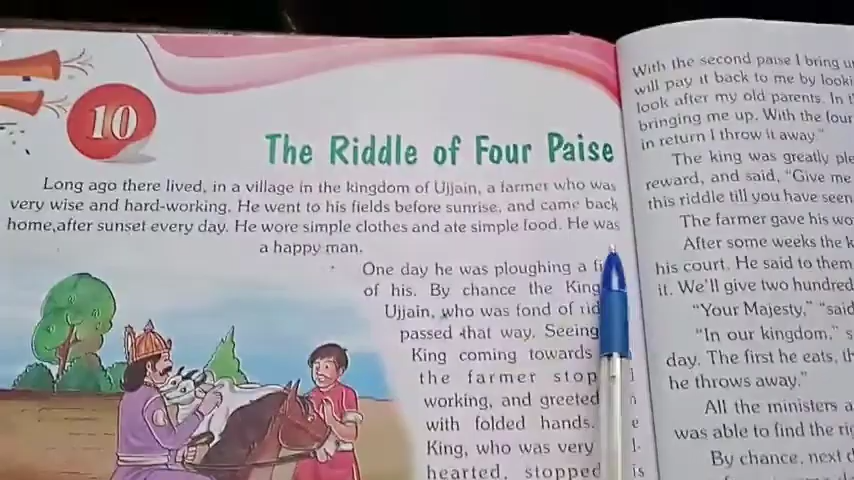 10
The Riddle of Four Paise
Long ago there lived, in a village in the kingdom of Ujjain, a farmer who was
very wise and hard-working. He went to his fields before sunrise, and came back
home,after sunset every day. He wore simple clothes and ate simple food. He was
a happy man.
One day he was ploughing a
of his. By chance the King
Ujjain, who was fond of
passed that way. Seeing
King coming towards
the farmer
working, and greeted
with folded hands.
King, who was very
hearted, stopped
is
With the second paise I bring
will pay it back to me by
look after my old parents. In
bringing me up. With the
in return I throw it away."
The king was greatly
reward, and said, "Give me
this riddle till you have seen
The farmer gave his
After some weeks the
his court. He said to them
it. We'll give two hundred
"Your Majesty,"
"In our kingdom,"
day. The first he eats,
he throws away."
All the ministers
was able to find the
By chance, next